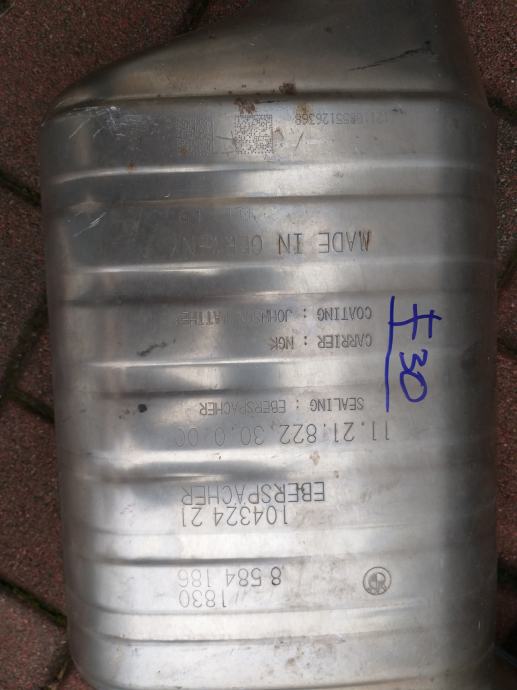 1830
8 584 186
104324 21
EBERSPACHER
11.21.822.30.0.00
SEALING : EBERSPACHER
CARRIER : NGK
COATING :
MADE IN
F30